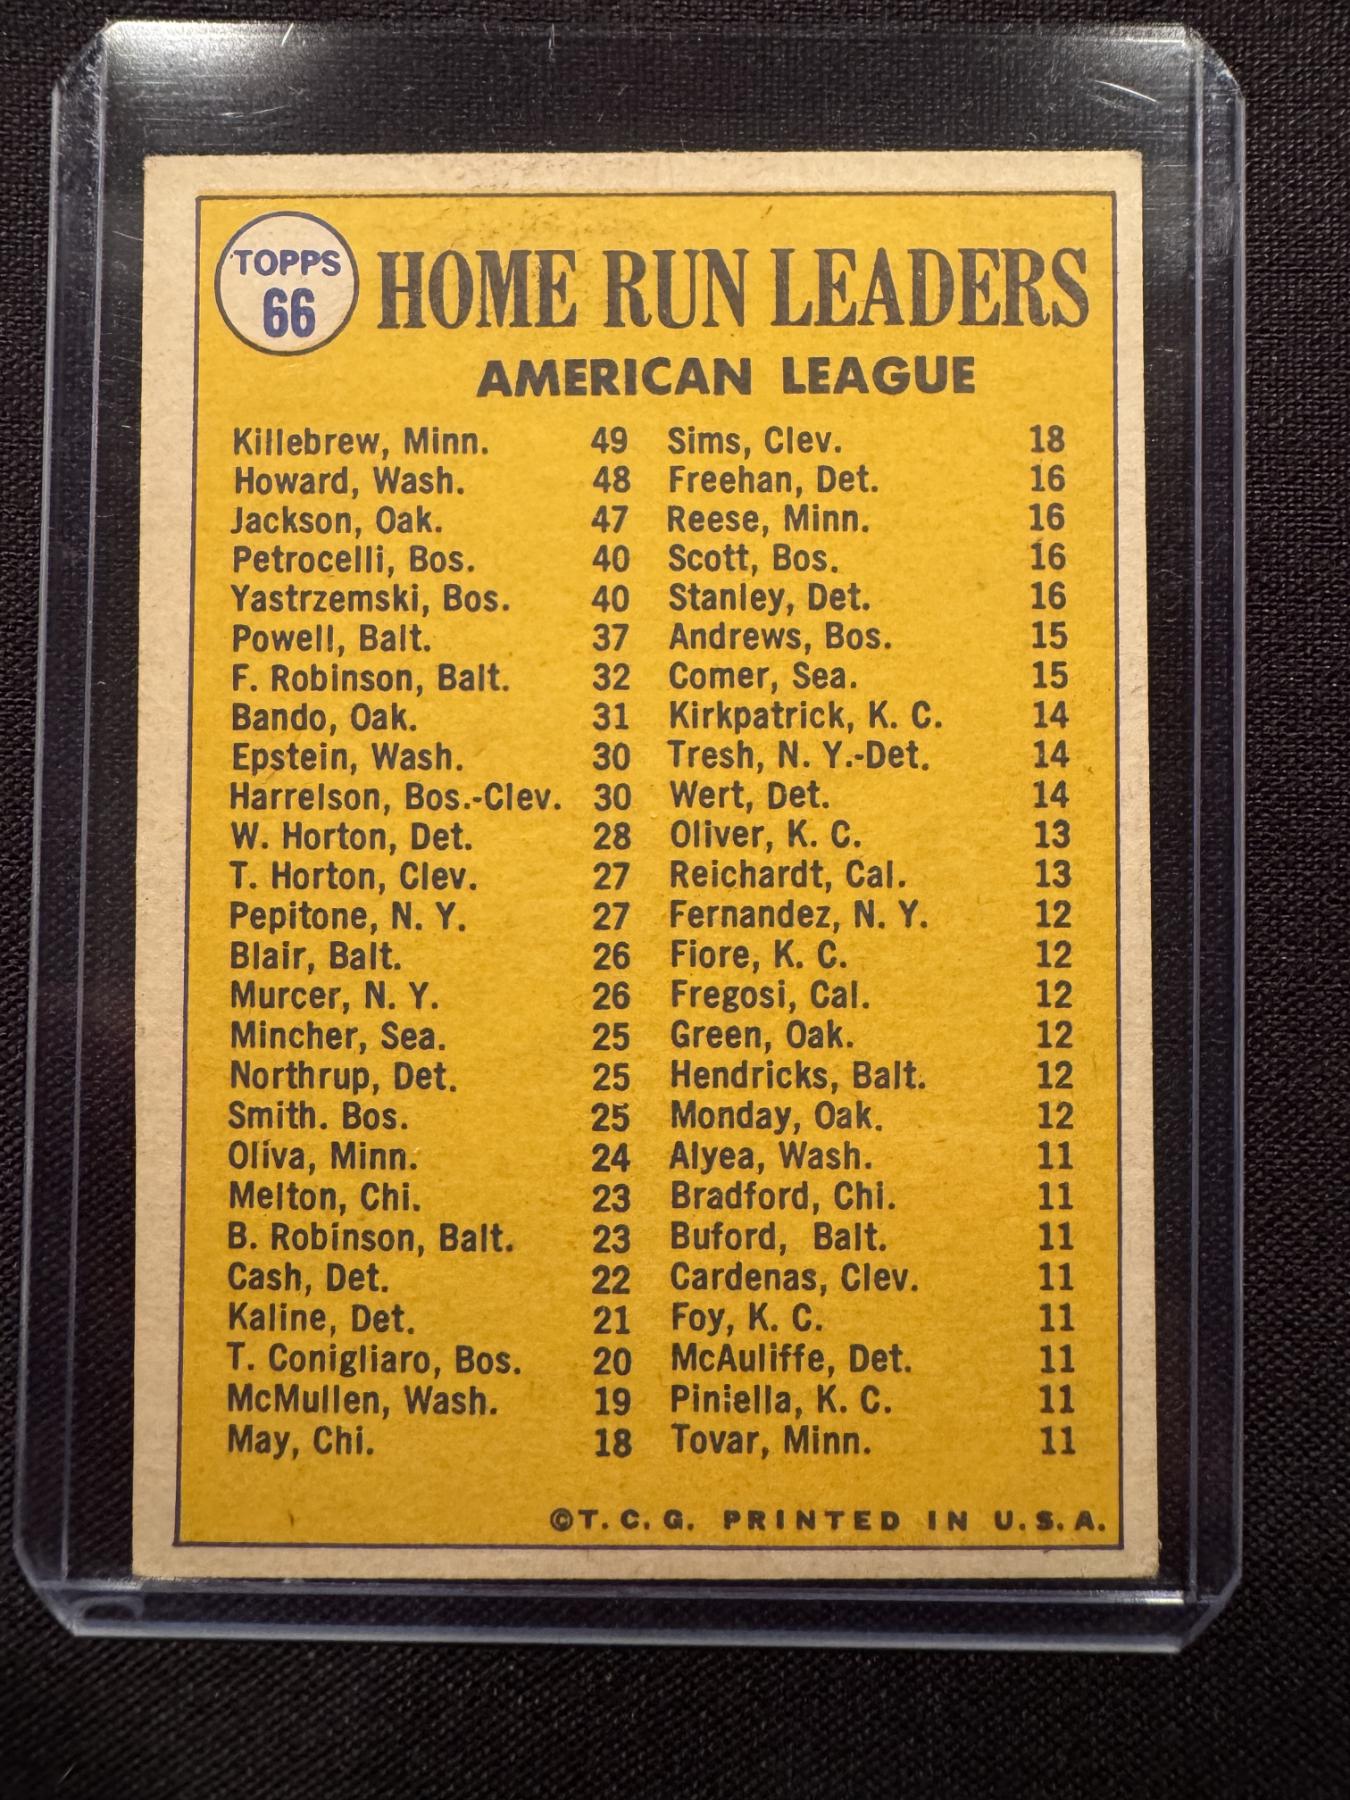 TOPPS
66
HOME RUN LEADERS
AMERICAN LEAGUE
Killebrew, Minn. 49
Howard, Wash. 48
Jackson, Oak. 47
Petrocelli, Bos. 40
Yastrzemski, Bos. 40
Powell, Balt. 37
F. Robinson, Balt. 32
Bando, Oak. 31
Epstein, Wash. 30
Harrelson, Bos.-Clev. 30
W. Horton, Det. 28
T. Horton, Clev. 27
Pepitone, N. Y. 27
Blair, Balt. 26
Murcer, N. Y. 26
Mincher, Sea. 25
Northrup, Det. 25
Smith. Bos. 25
Oliva, Minn. 24
Melton, Chi. 23
B. Robinson, Balt. 23
Cash, Det. 22
Kaline, Det. 21
T. Conigliaro, Bos. 20
McMullen, Wash. 19
May, Chi. 18
Sims, Clev. 18
Freehan, Det. 16
Reese, Minn. 16
Scott, Bos. 16
Stanley, Det. 16
Andrews, Bos. 15
Comer, Sea. 15
Kirkpatrick, K. C. 14
Tresh, N. Y.-Det. 14
Wert, Det. 14
Oliver, K. C. 13
Reichardt, Cal. 13
Fernandez, N. Y. 12
Fiore, K. C. 12
Fregosi, Cal. 12
Green, Oak. 12
Hendricks, Balt. 12
Monday, Oak. 12
Alyea, Wash. 11
Bradford, Chi. 11
Buford, Balt. 11
Cardenas, Clev. 11
Foy, K. C. 11
McAuliffe, Det. 11
Piniella, K. C. 11
Tovar, Minn. 11
©T. C. G. PRINTED IN U. S. A.